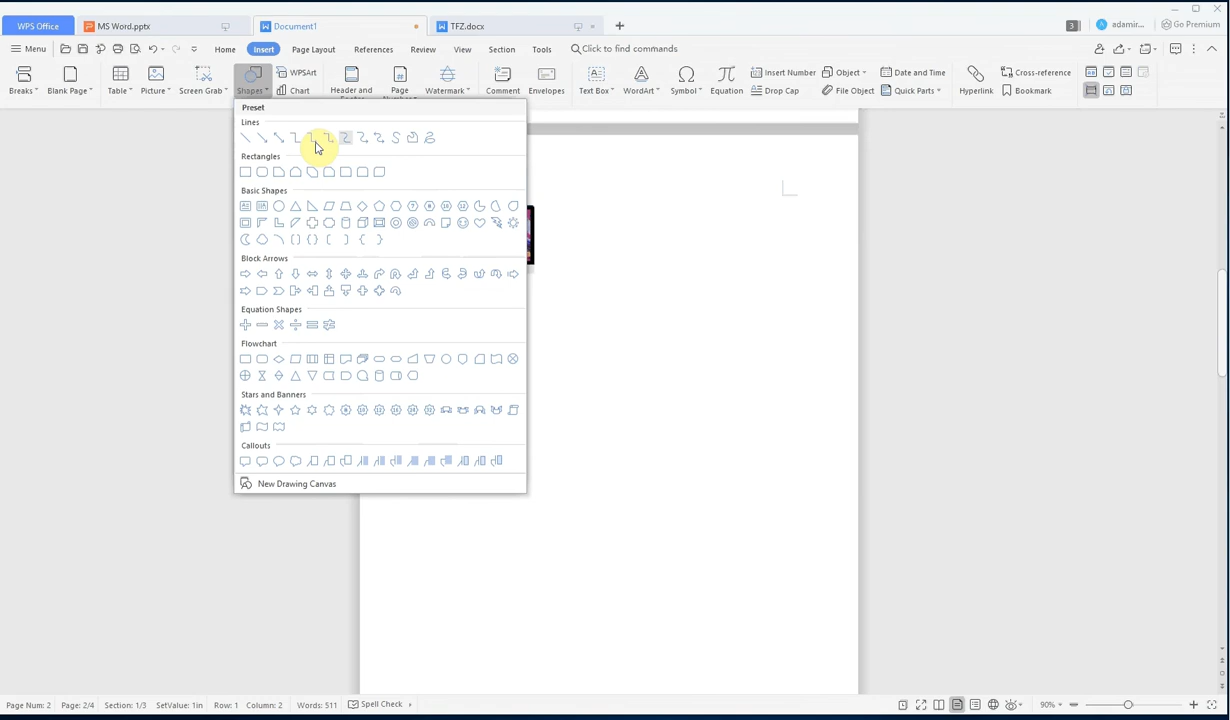 WPS Office MS Word.pptx Document1 TFZ.docx 3 adamir... Go Premium
Menu Home Insert Page Layout References Review View Section Tools Click to find commands
Insert Number Object Date and Time Cross-reference
WPSArt
Breaks Blank Page Table Picture Screen Grab Shapes Chart Header and Page Watermark Comment Envelopes Text Box WordArt Symbol Equation Drop Cap File Object Quick Parts Hyperlink Bookmark
Preset
Lines
Rectangles
Basic Shapes
Block Arrows
Equation Shapes
Flowchart
Stars and Banners
Callouts
New Drawing Canvas
Page Num: 2 Page: 2/4 Section: 1/3 SetValue: 1in Row: 1 Column: 2 Words: 511 Spell Check 90%